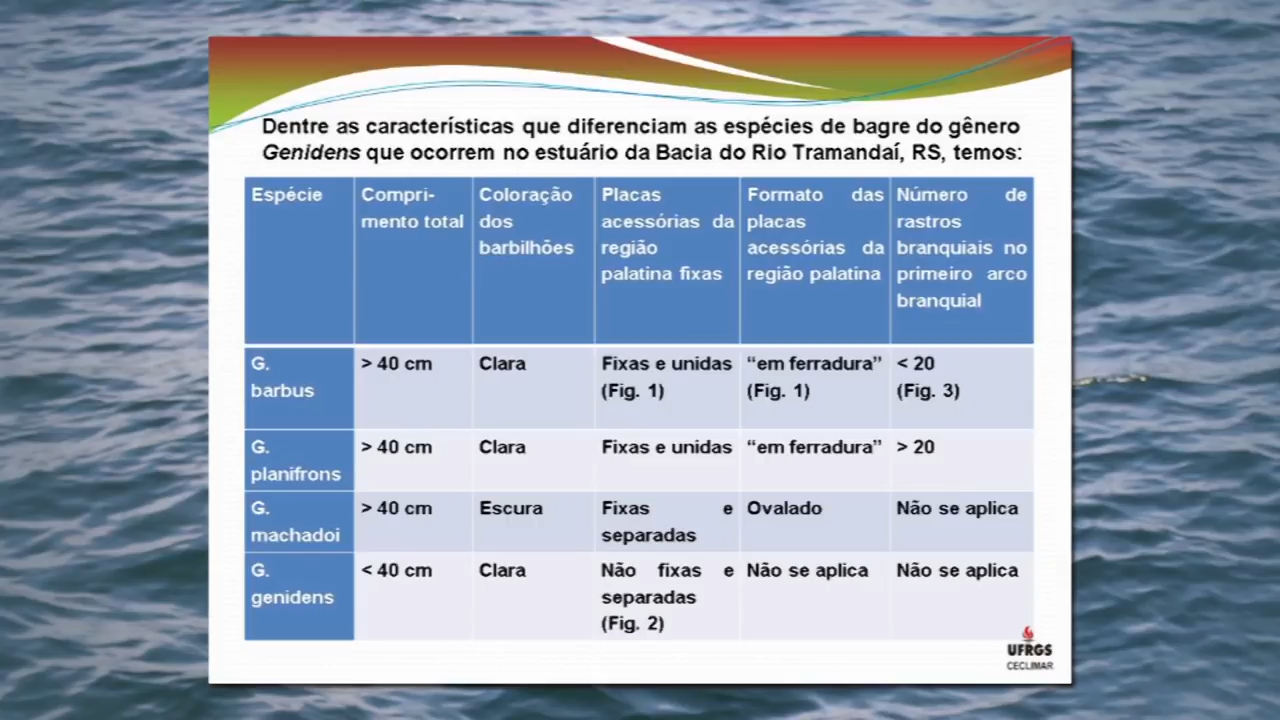 Dentre as características que diferenciam as espécies de bagre do gênero
Genidens que ocorrem no estuário da Bacia do Rio Tramandaí, RS, temos:
Espécie
Compri-
mento total
Coloração
dos
barbilhões
Placas
acessórias da
região
palatina fixas
Formato das
placas
acessórias da
região palatina
Número de
rastros
branquiais no
primeiro arco
branquial
G.
barbus
> 40 cm
Clara
Fixas e unidas
(Fig. 1)
“em ferradura”
(Fig. 1)
< 20
(Fig. 3)
G.
planifrons
> 40 cm
Clara
Fixas e unidas
“em ferradura”
> 20
G.
machadoi
> 40 cm
Escura
Fixas e
separadas
Ovalado
Não se aplica
G.
genidens
< 40 cm
Clara
Não fixas e
separadas
(Fig. 2)
Não se aplica
Não se aplica
UFRGS
CECLIMAR